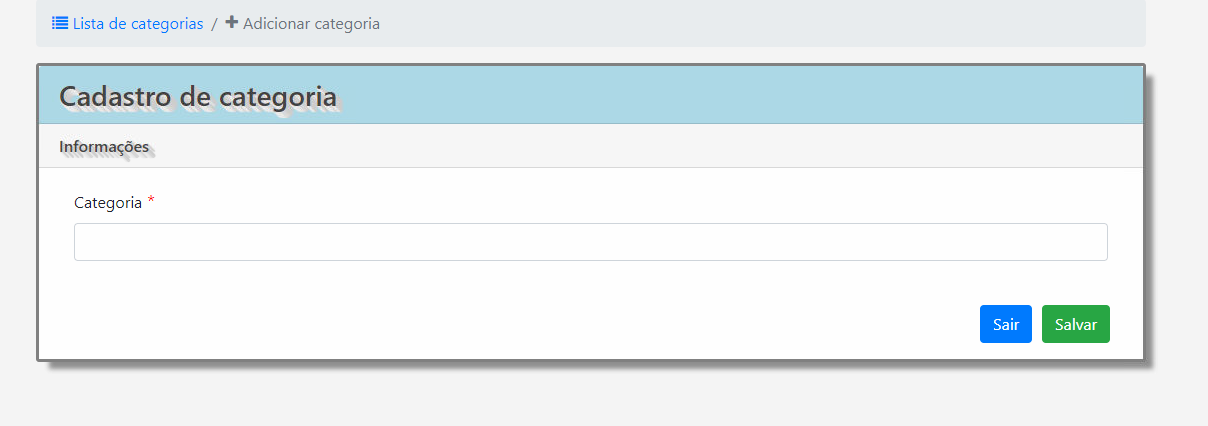 Lista de categorias / Adicionar categoria
Cadastro de categoria
Informações
Categoria *
Sair Salvar